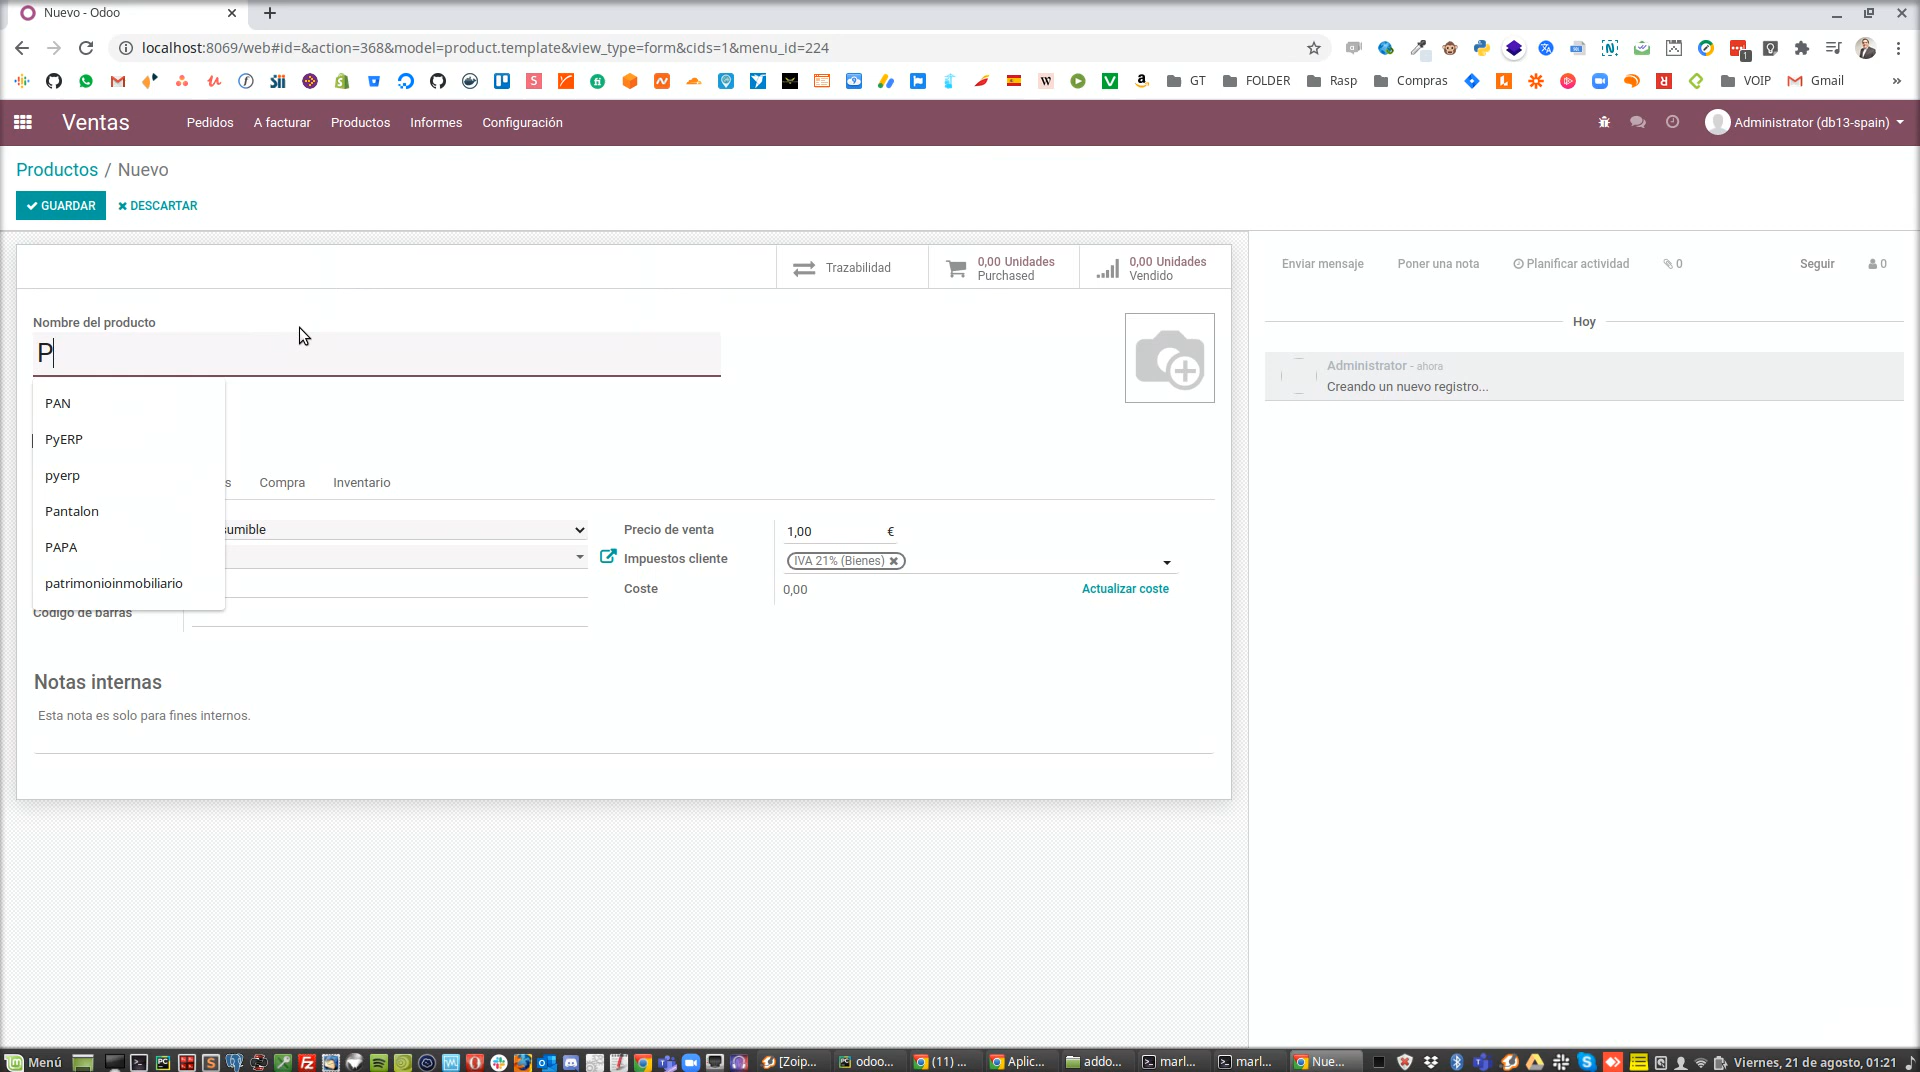 Nuevo - Odoo
localhost:8069/web#id=&action=368&model=product.template&view_type=form&cids=1&menu_id=224
GT FOLDER Rasp Compras VOIP Gmail »
Ventas Pedidos A facturar Productos Informes Configuración Administrator (db13-spain)
Productos / Nuevo
GUARDAR DESCARTAR
Trazabilidad
0,00 Unidades
Purchased
0,00 Unidades
Vendido
Enviar mensaje Poner una nota Planificar actividad 0 Seguir 0
Nombre del producto
P
Hoy
Administrator - ahora
Creando un nuevo registro...
PAN
PyERP
pyerp
Pantalon
PAPA
patrimonioinmobiliario
s Compra Inventario
sumible
Precio de venta 1,00 €
Impuestos cliente IVA 21% (Bienes)
Coste 0,00 Actualizar coste
Código de barras
Notas internas
Esta nota es solo para fines internos.
Menú [Zoip... odoo... (11) ... Aplic... addo... marl... marl... Nue... Viernes, 21 de agosto, 01:21